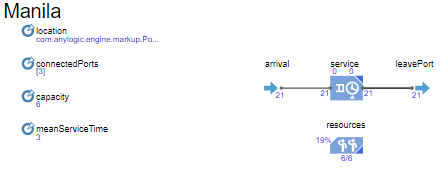 Manila
location
com.anylogic.engine.markup.Po...
connectedPorts
[3]
capacity
6
meanServiceTime
3
arrival
service
leavePort
0 0
21
21
21
21
resources
19%
6/6